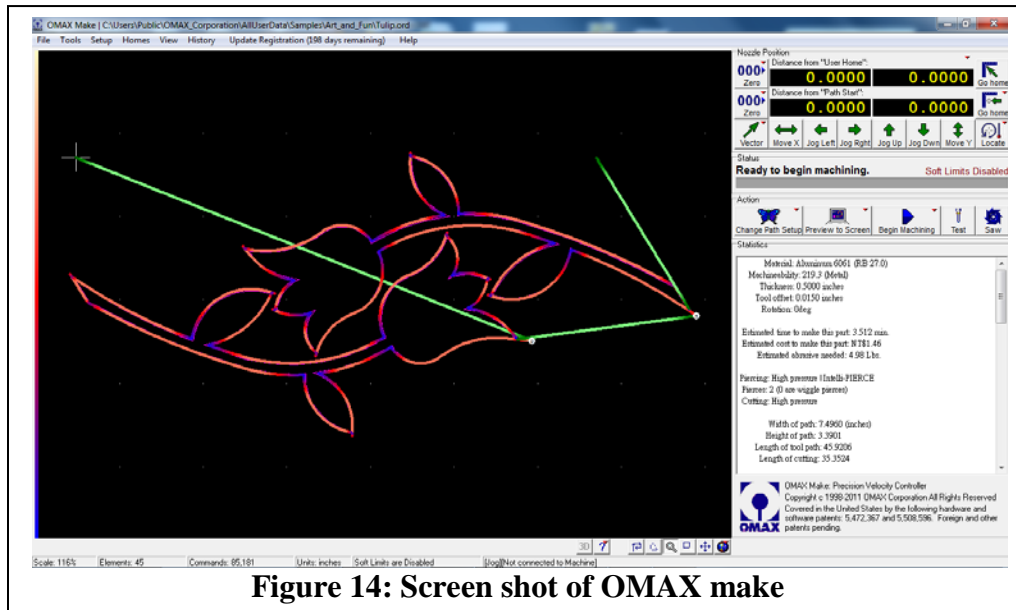 OMAX Make | C:\Users\Public\OMAX_Corporation\AllUserData\Samples\Art_and_Fun\Tulip.ord
File Tools Setup Homes View History Update Registration (198 days remaining) Help
Nozzle Position
Distance from "User Home":
000 0.0000 0.0000
Zero Go home
Distance from "Path Start":
000 0.0000 0.0000
Zero Go home
Vector Move X Jog Left Jog Rght Jog Up Jog Dwn Move Y Locate
Status
Ready to begin machining. Soft Limits Disabled
Action
Change Path Setup Preview to Screen Begin Machining Test Saw
Statistics
Material: Aluminum 6061 (RB 27.0)
Machineability: 219.3 (Metal)
Thickness: 0.5000 inches
Tool offset: 0.0150 inches
Rotation: 0deg
Estimated time to make this part: 3.512 min.
Estimated cost to make this part: NT$1.46
Estimated abrasive needed: 4.98 Lbs.
Piercing: High pressure IIntelli-PIERCE
Pierces: 2 (0 are wiggle pierces)
Cutting: High pressure
Width of path: 7.4960 (inches)
Height of path: 3.3901
Length of tool path: 45.9206
Length of cutting: 35.3524
OMAX Make: Precision Velocity Controller
Copyright c 1998-2011 OMAX Corporation All Rights Reserved
Covered in the United States by the following hardware and
software patents: 5,472,367 and 5,508,596. Foreign and other
patents pending.
OMAX
3D
Scale: 116% Elements: 45 Commands: 85,181 Units: inches Soft Limits are Disabled [Jog][Not connected to Machine]
Figure 14: Screen shot of OMAX make